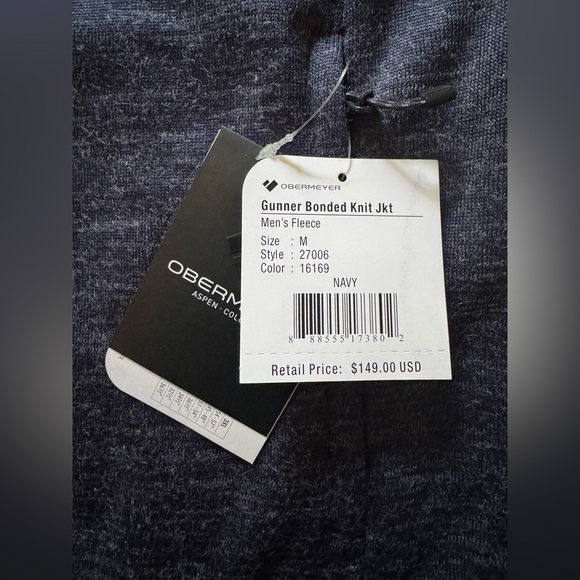 OBERMEYER
Gunner Bonded Knit Jkt
Men's Fleece
Size : M
Style : 27006
Color : 16169
NAVY
8 88555 17380 2
Retail Price: $149.00 USD
OBERM
ASPEN · COL